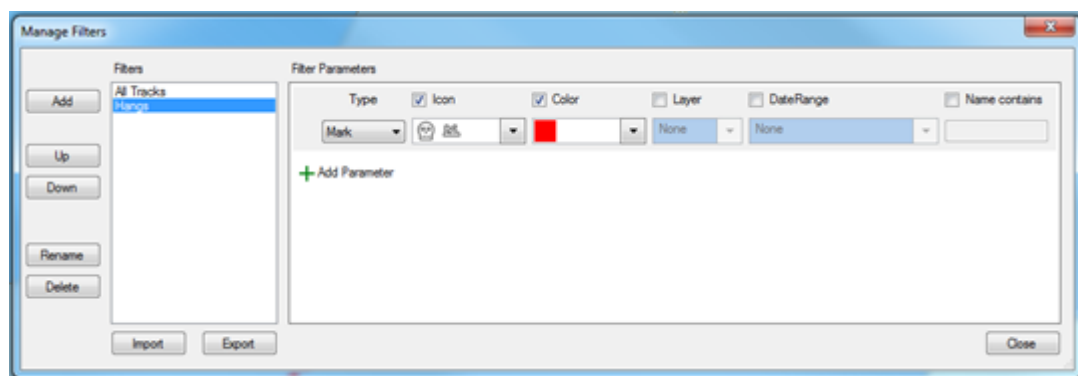 Manage Filters
Filters
Filter Parameters
Add
Up
Down
Rename
Delete
All Tracks
Hangs
Type Icon Color Layer DateRange Name contains
Mark None None
Add Parameter
Import Export Close